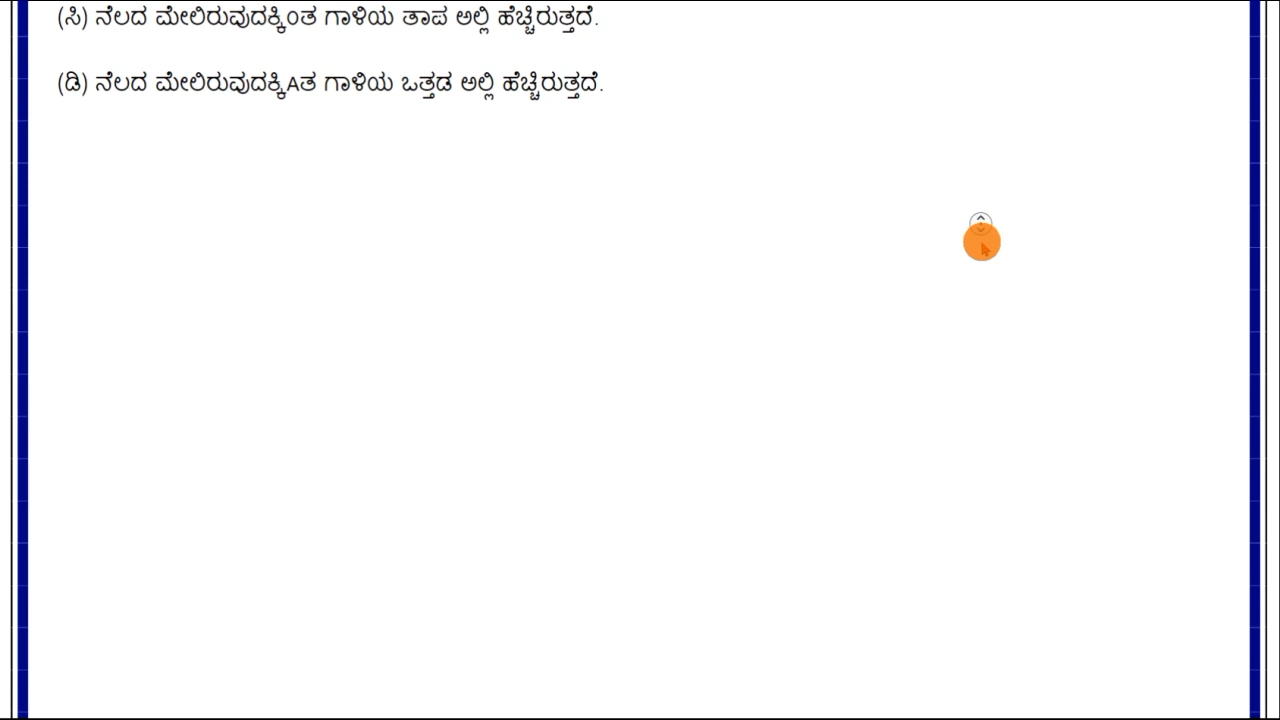 (ಸಿ) ನೆಲದ ಮೇಲಿರುವುದಕ್ಕಿಂತ ಗಾಳಿಯ ತಾಪ ಅಲ್ಲಿ ಹೆಚ್ಚಿರುತ್ತದೆ.
(ಡಿ) ನೆಲದ ಮೇಲಿರುವುದಕ್ಕಿAತ ಗಾಳಿಯ ಒತ್ತಡ ಅಲ್ಲಿ ಹೆಚ್ಚಿರುತ್ತದೆ.